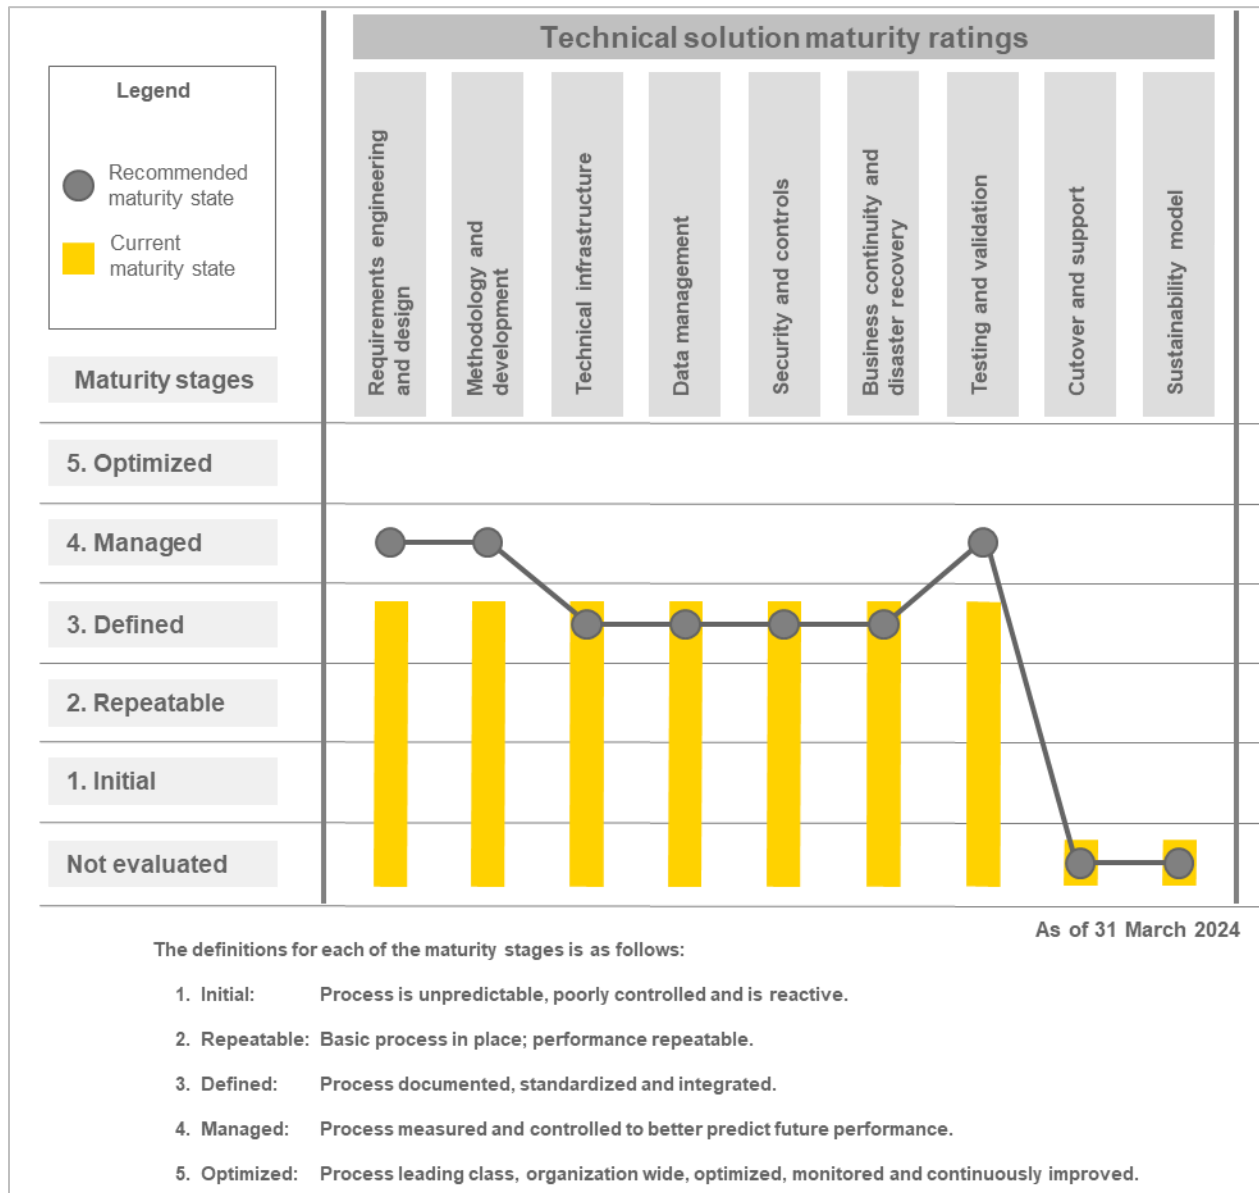 Technical solution maturity ratings
Legend
Recommended
maturity state
Current
maturity state
Maturity stages
Requirements engineering
and design
Methodology and
development
Technical infrastructure
Data management
Security and controls
Business continuity and
disaster recovery
Testing and validation
Cutover and support
Sustainability model
5. Optimized
4. Managed
3. Defined
2. Repeatable
1. Initial
Not evaluated
As of 31 March 2024
The definitions for each of the maturity stages is as follows:
1. Initial: Process is unpredictable, poorly controlled and is reactive.
2. Repeatable: Basic process in place; performance repeatable.
3. Defined: Process documented, standardized and integrated.
4. Managed: Process measured and controlled to better predict future performance.
5. Optimized: Process leading class, organization wide, optimized, monitored and continuously improved.